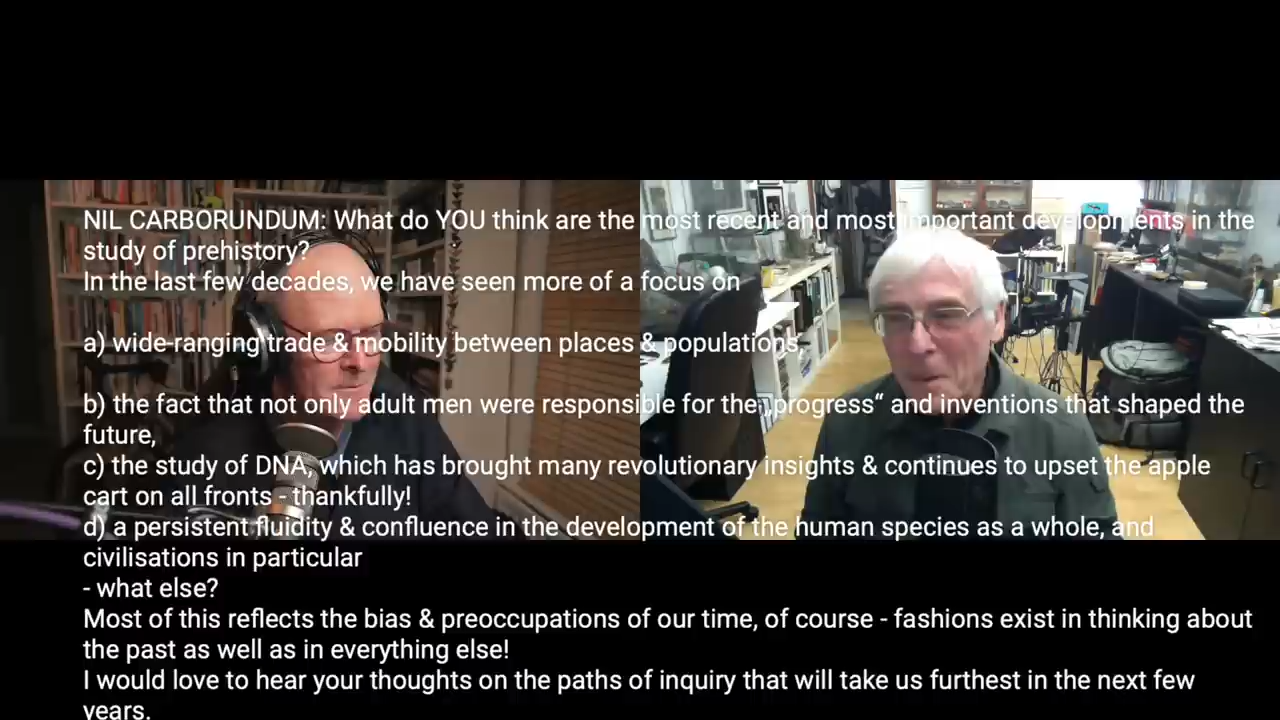 NIL CARBORUNDUM: What do YOU think are the most recent and most important developments in the
study of prehistory?
In the last few decades, we have seen more of a focus on
a) wide-ranging trade & mobility between places & populations,
b) the fact that not only adult men were responsible for the „progress“ and inventions that shaped the
future,
c) the study of DNA, which has brought many revolutionary insights & continues to upset the apple
cart on all fronts - thankfully!
d) a persistent fluidity & confluence in the development of the human species as a whole, and
civilisations in particular
- what else?
Most of this reflects the bias & preoccupations of our time, of course - fashions exist in thinking about
the past as well as in everything else!
I would love to hear your thoughts on the paths of inquiry that will take us furthest in the next few
years.